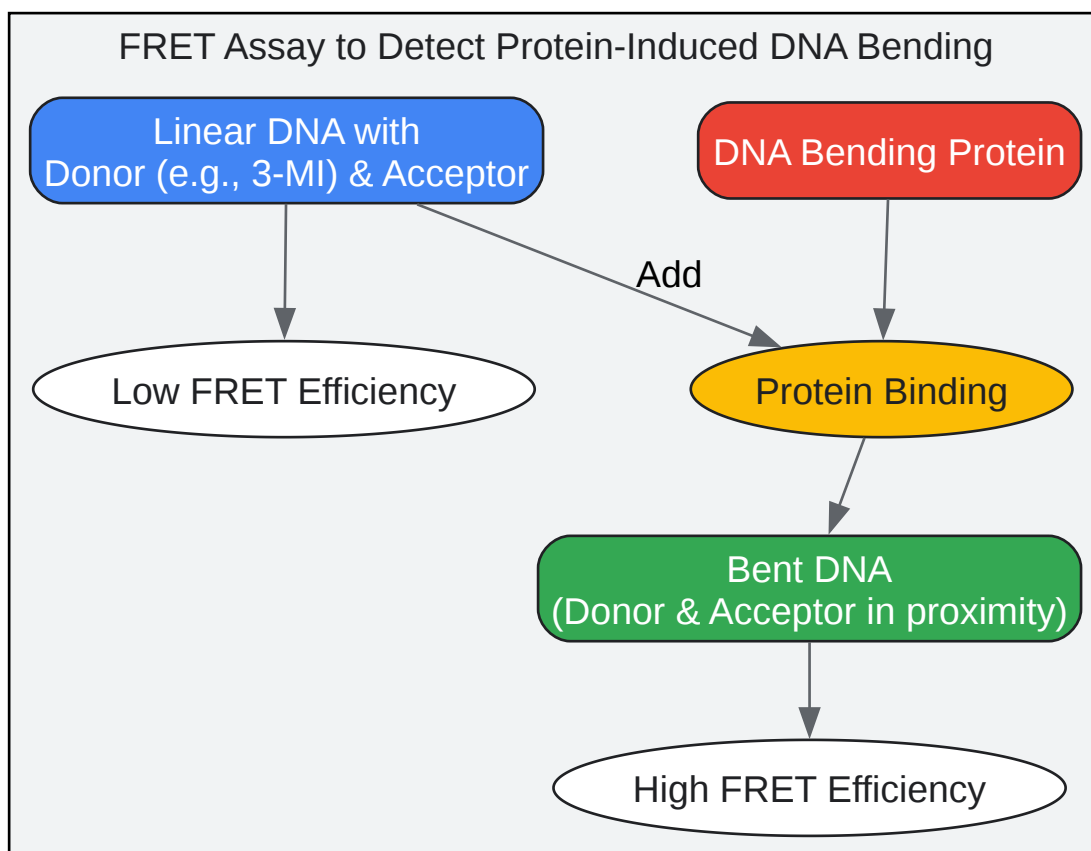 FRET Assay to Detect Protein-Induced DNA Bending
Linear DNA with
Donor (e.g., 3-MI) & Acceptor
DNA Bending Protein
Add
Low FRET Efficiency
Protein Binding
Bent DNA
(Donor & Acceptor in proximity)
High FRET Efficiency